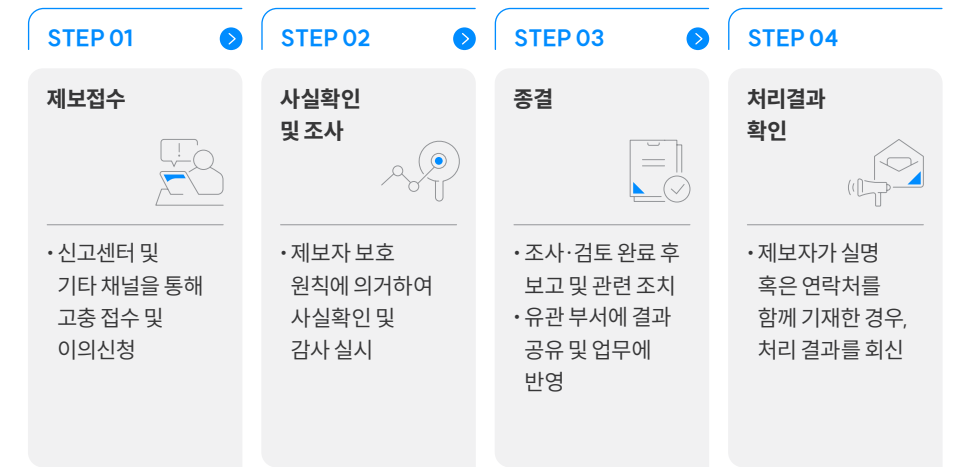 STEP 01
제보접수
• 신고센터 및
기타 채널을 통해
고충 접수 및
이의신청
STEP 02
사실확인
및 조사
• 제보자 보호
원칙에 의거하여
사실확인 및
감사 실시
STEP 03
종결
• 조사·검토 완료 후
보고 및 관련 조치
• 유관 부서에 결과
공유 및 업무에
반영
STEP 04
처리결과
확인
• 제보자가 실명
혹은 연락처를
함께 기재한 경우,
처리 결과를 회신